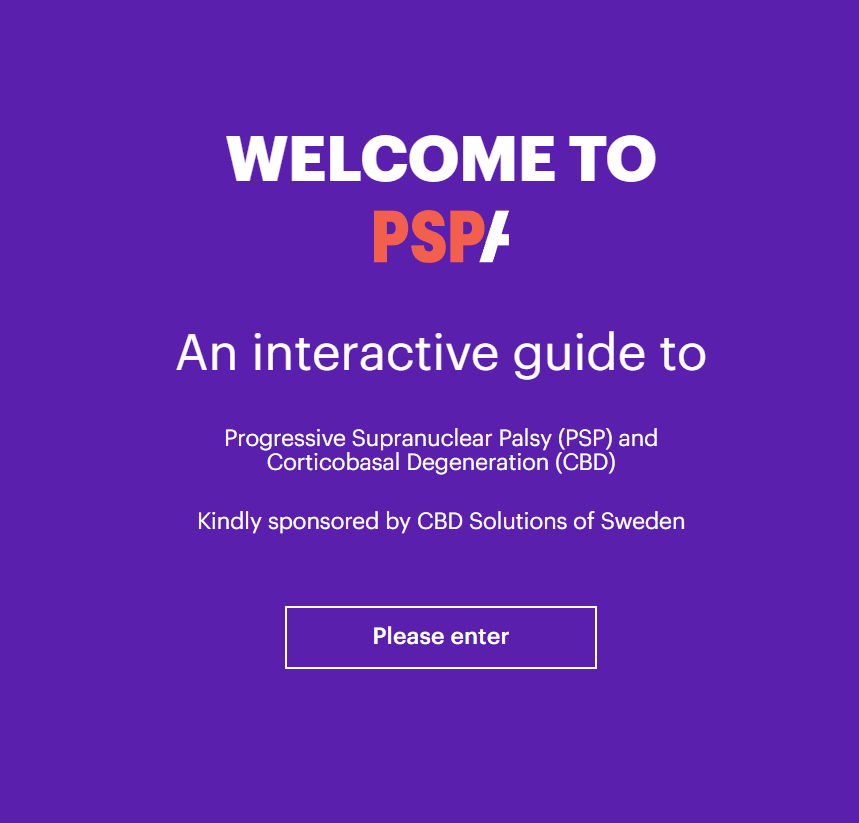 WELCOME TO
PSPA
An interactive guide to
Progressive Supranuclear Palsy (PSP) and
Corticobasal Degeneration (CBD)
Kindly sponsored by CBD Solutions of Sweden
Please enter